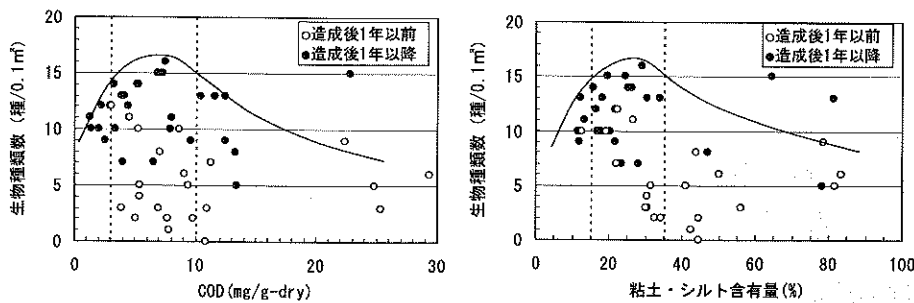 20
15
10
5
0
生物種類数（種/0.1㎡）
○造成後1年以前
●造成後1年以降
0
10
20
30
COD(mg/g-dry)
20
15
10
5
0
生物種類数（種/0.1㎡）
○造成後1年以前
●造成後1年以降
0
20
40
60
80
100
粘土・シルト含有量(%)